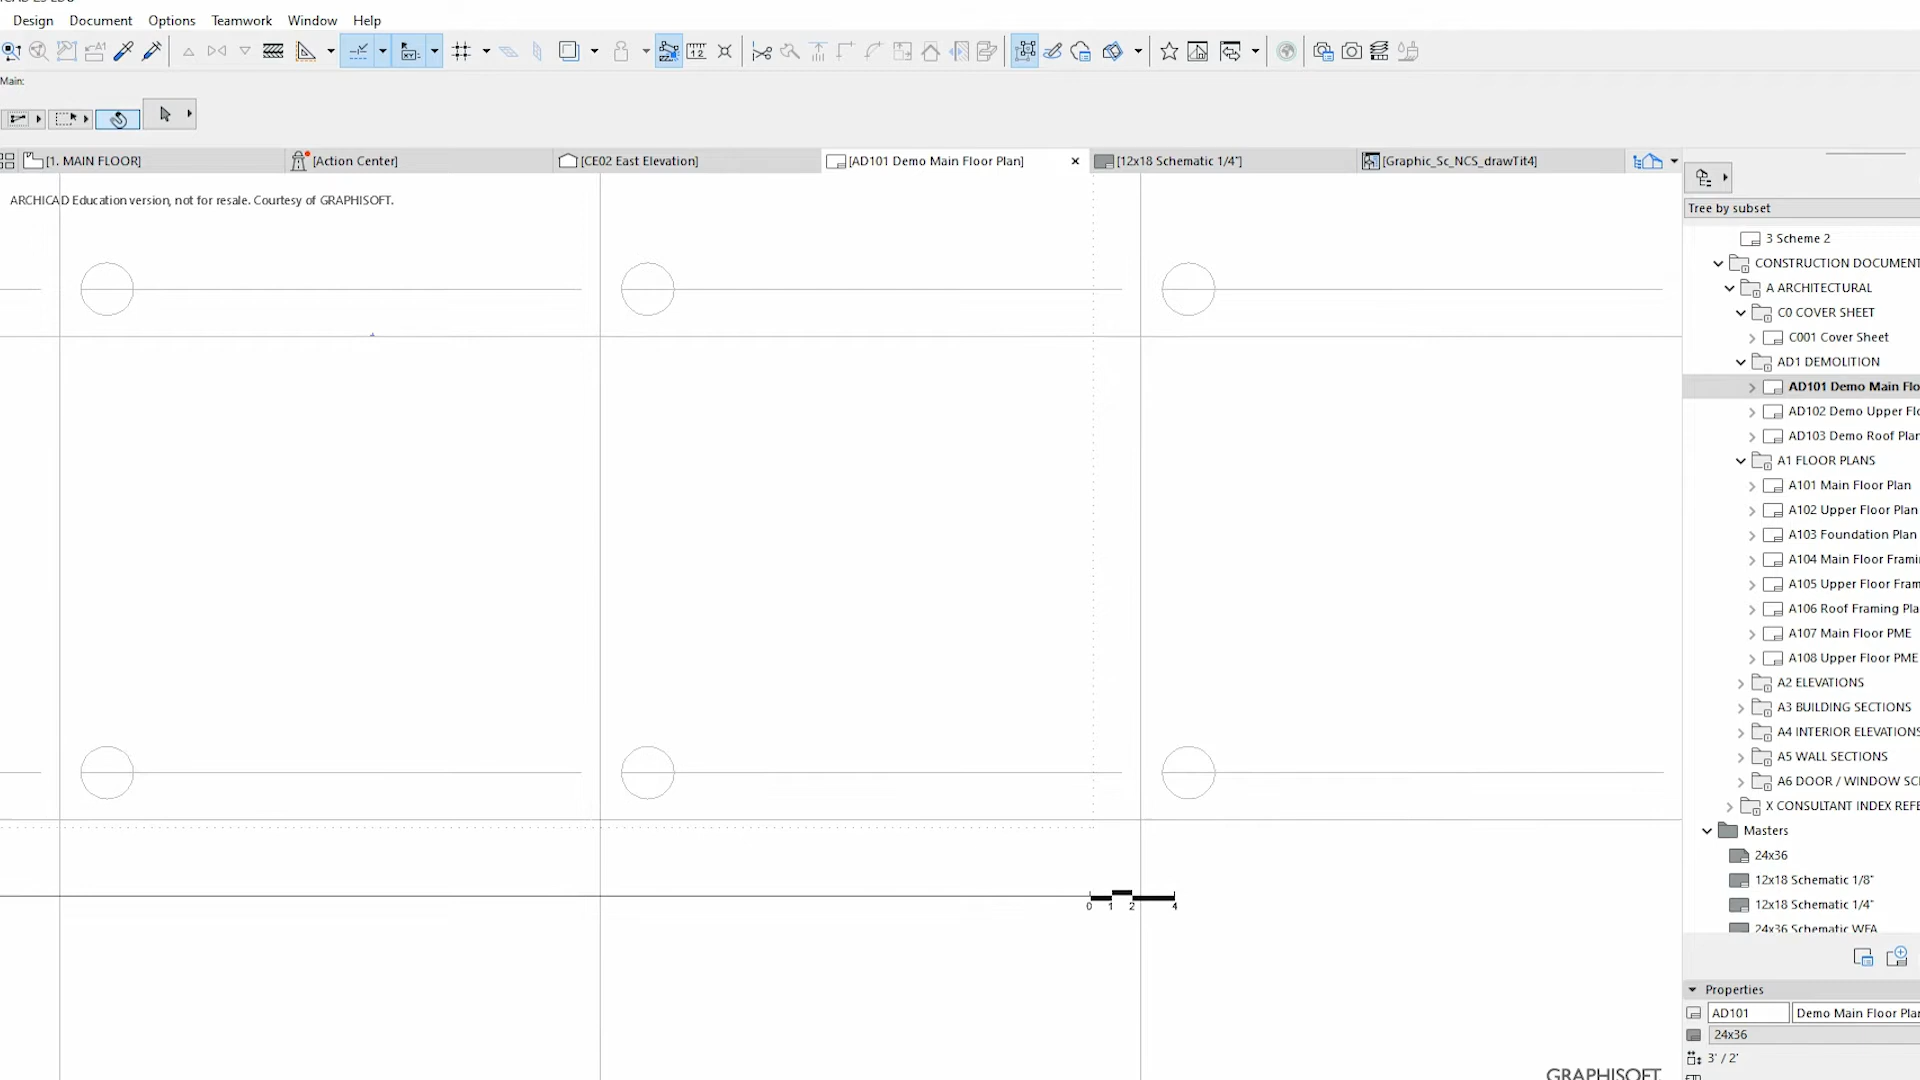 Design Document Options Teamwork Window Help
Main:
[1. MAIN FLOOR] [Action Center] [CE02 East Elevation] [AD101 Demo Main Floor Plan] [12x18 Schematic 1/4"] [Graphic_Sc_NCS_drawTit4]
ARCHICAD Education version, not for resale. Courtesy of GRAPHISOFT.
0 1 2 4
GRAPHISOFT.
Tree by subset
3 Scheme 2
CONSTRUCTION DOCUMENT
A ARCHITECTURAL
C0 COVER SHEET
C001 Cover Sheet
AD1 DEMOLITION
AD101 Demo Main Flo
AD102 Demo Upper Flo
AD103 Demo Roof Plan
A1 FLOOR PLANS
A101 Main Floor Plan
A102 Upper Floor Plan
A103 Foundation Plan
A104 Main Floor Frami
A105 Upper Floor Fram
A106 Roof Framing Pla
A107 Main Floor PME
A108 Upper Floor PME
A2 ELEVATIONS
A3 BUILDING SECTIONS
A4 INTERIOR ELEVATIONS
A5 WALL SECTIONS
A6 DOOR / WINDOW SC
X CONSULTANT INDEX REFE
Masters
24x36
12x18 Schematic 1/8"
12x18 Schematic 1/4"
24x36 Schematic WFA
Properties
AD101 Demo Main Floor Plan
24x36
3' / 2'